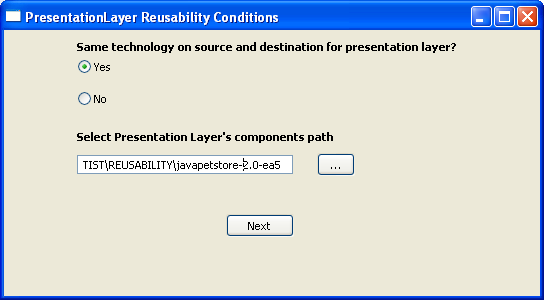 PresentationLayer Reusability Conditions
Same technology on source and destination for presentation layer?
Yes
No
Select Presentation Layer's components path
TIST\REUSABILITY\javapetstore-2.0-ea5
...
Next